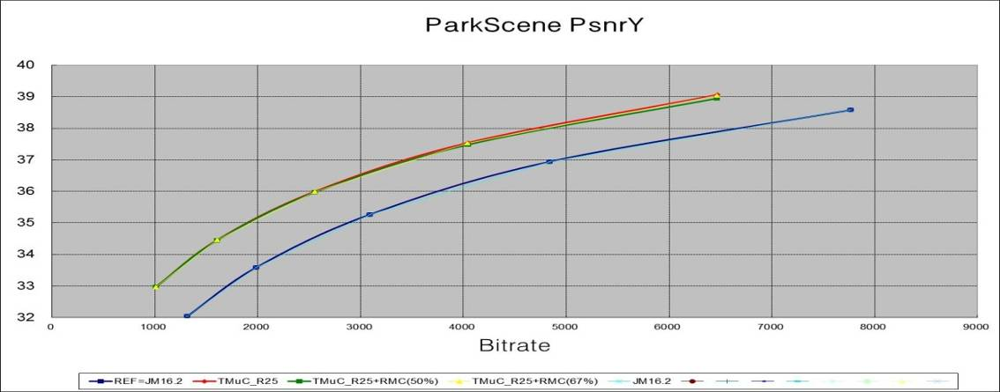 ParkScene PsnrY
40
39
38
37
36
35
34
33
32
0 1000 2000 3000 4000 5000 6000 7000 8000 9000
Bitrate
REF=JM16.2 TMuC_R25 TMuC_R25+RMC(50%) TMuC_R25+RMC(67%) JM16.2